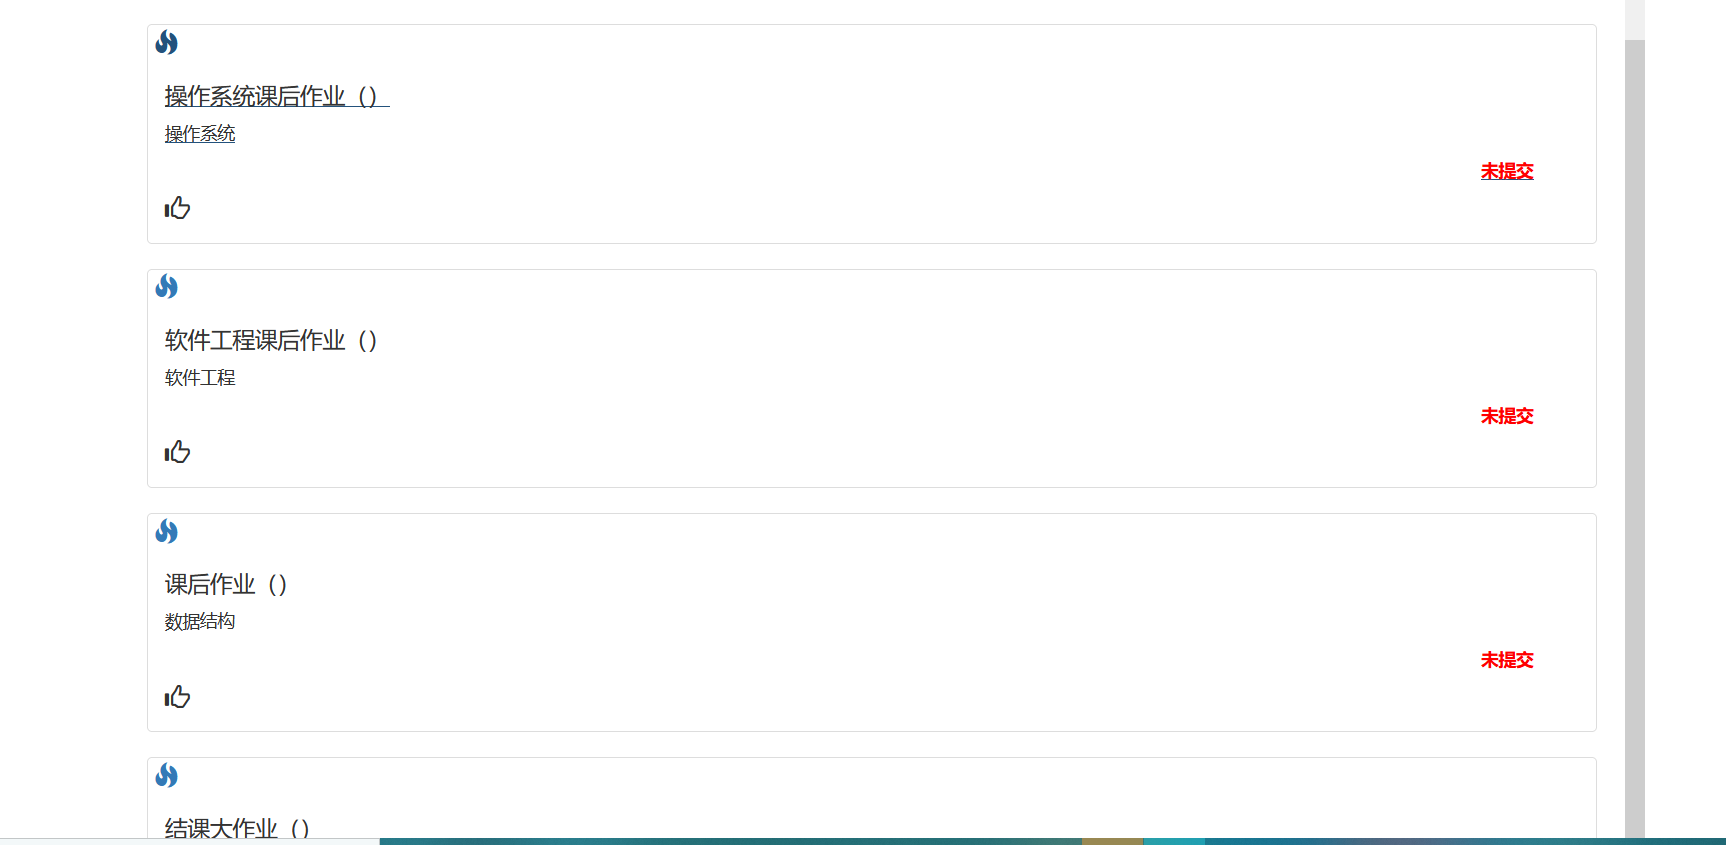 操作系统课后作业（）
操作系统
未提交
软件工程课后作业（）
软件工程
未提交
课后作业（）
数据结构
未提交
结课大作业（）